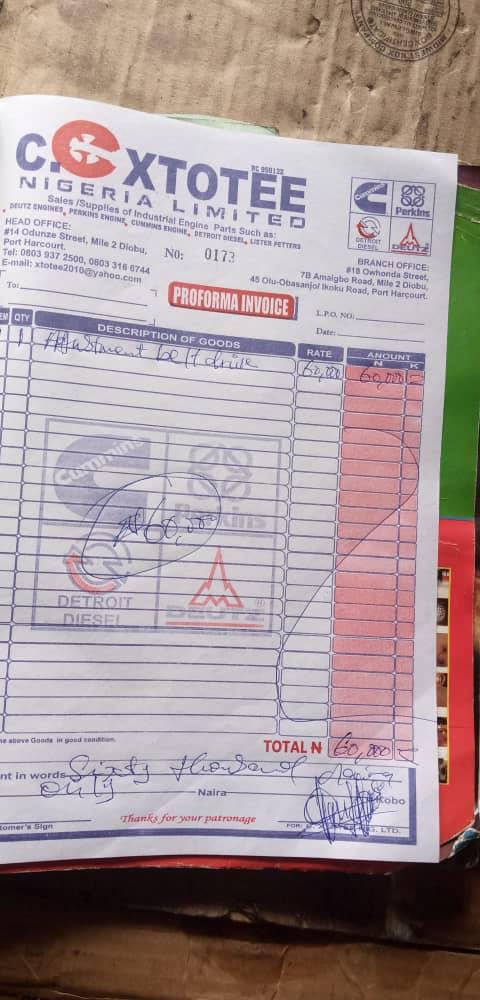 C.EXTOTEE
RC 950132
NIGERIA LIMITED
Sales /Supplies of Industrial Engine Parts Such as:
DEUTZ ENGINES, PERKINS ENGINE, CUMMINS ENGINE, DETROIT DIESEL, LISTER PETTERS
HEAD OFFICE:
#14 Odunze Street, Mile 2 Diobu,
Port Harcourt.
Tel: 0803 937 2500, 0803 316 6744
E-mail: xtotee2010@yahoo.com
No: 0173
Cummins
Perkins
DETROIT DIESEL
DEUTZ
BRANCH OFFICE:
#18 Owhonda Street,
7B Amaigbo Road, Mile 2 Diobu,
45 Olu-Obasanjo/ Ikoku Road, Port Harcourt.
To:
PROFORMA INVOICE
L.P.O. NO:
Date:
EM QTY DESCRIPTION OF GOODS RATE AMOUNT
N K
1 Adjustment belt drive 60,000 60,000 =
Cummins
Perkins
₦60,000
DETROIT
DIESEL
DEUTZ
he above Goods in good condition.
TOTAL ₦ 60,000 =
nt in words Sixty thousand Naira
only
Naira Kobo
tomer's Sign
Thanks for your patronage
FOR: NIG. LTD.